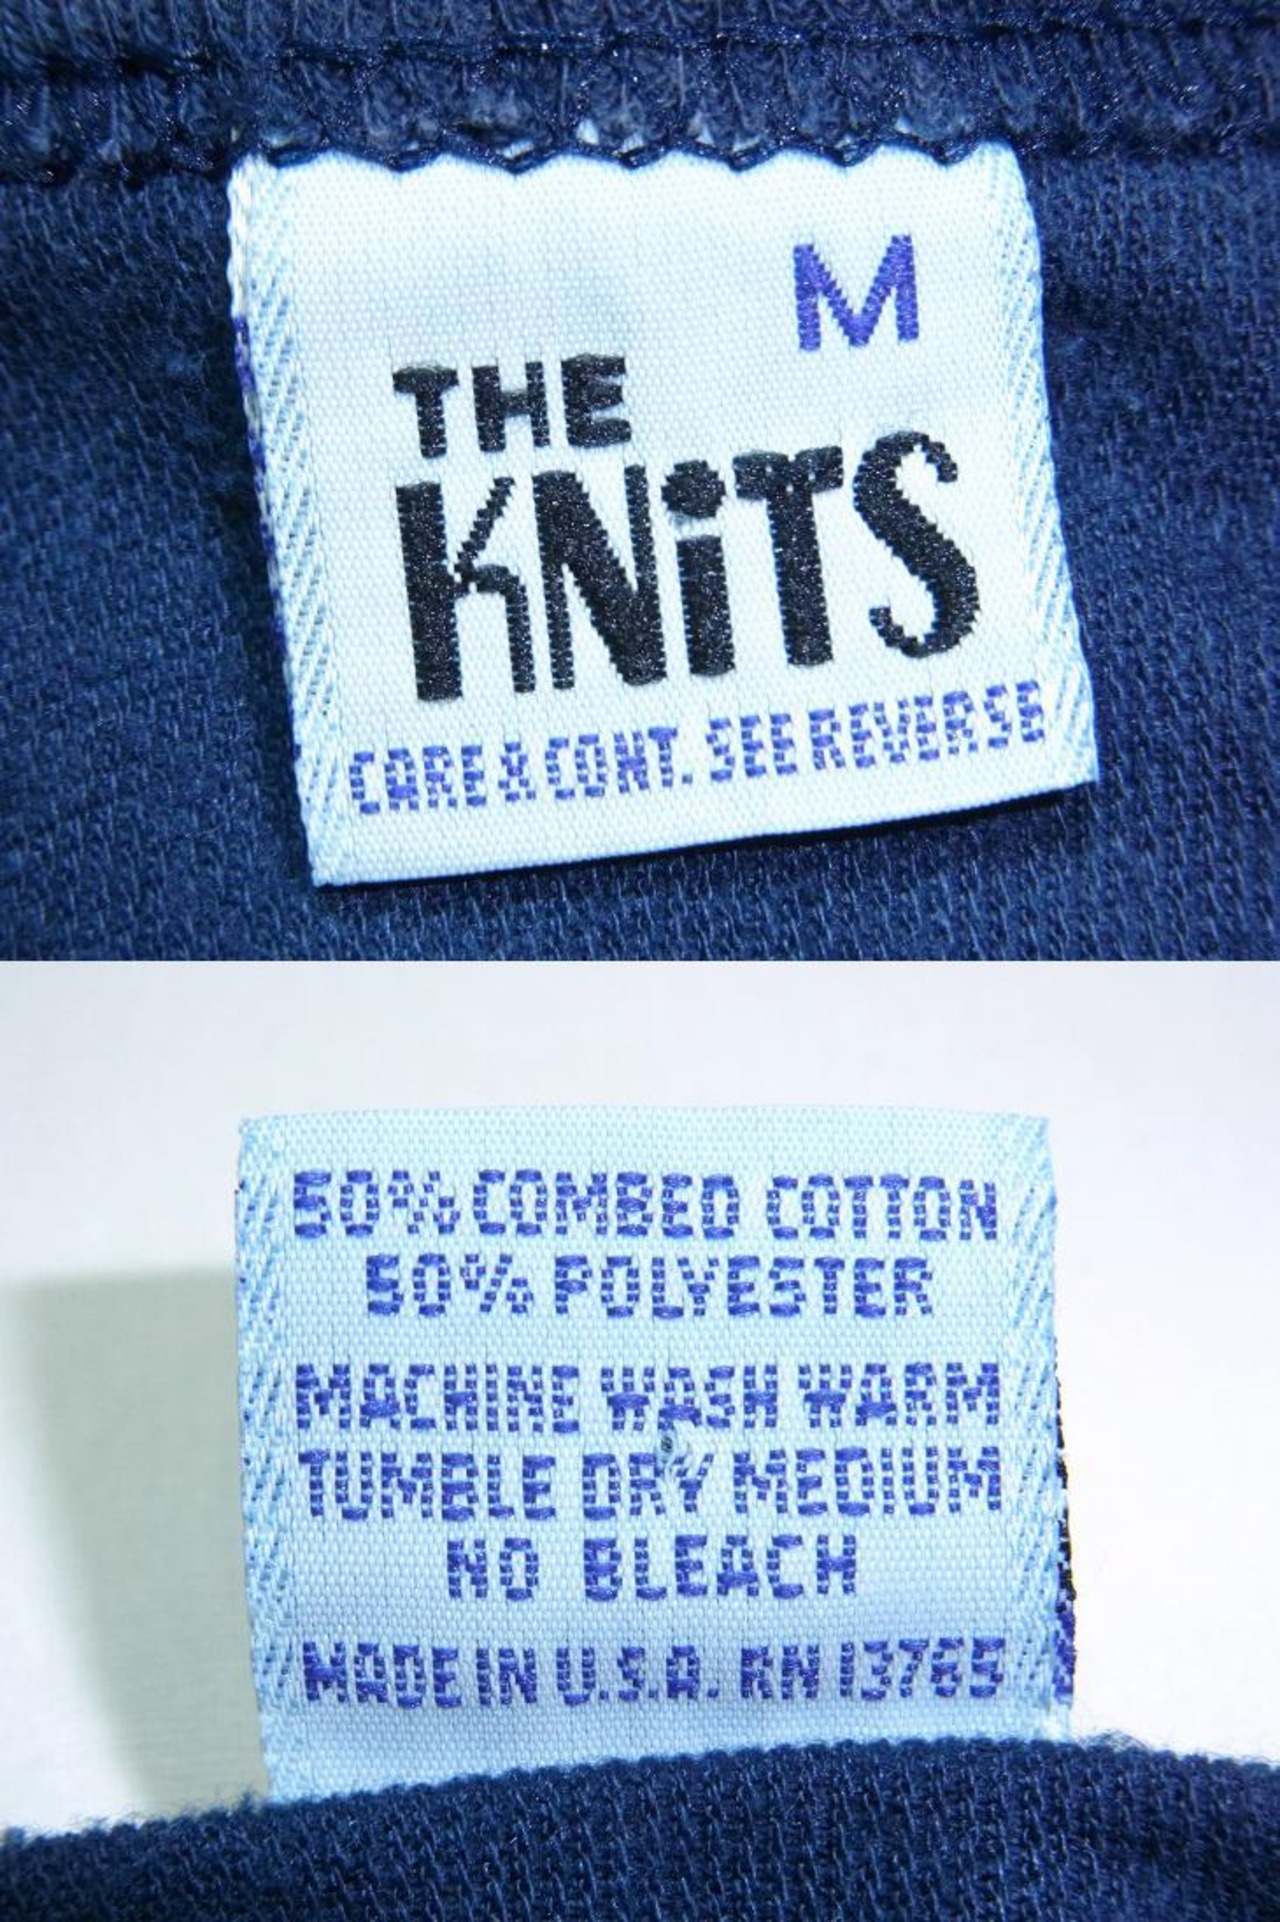 M
THE
KNiTS
CARE & CONT. SEE REVERSE
50% COMBED COTTON
50% POLYESTER
MACHINE WASH WARM
TUMBLE DRY MEDIUM
NO BLEACH
MADE IN U.S.A. RN 13765